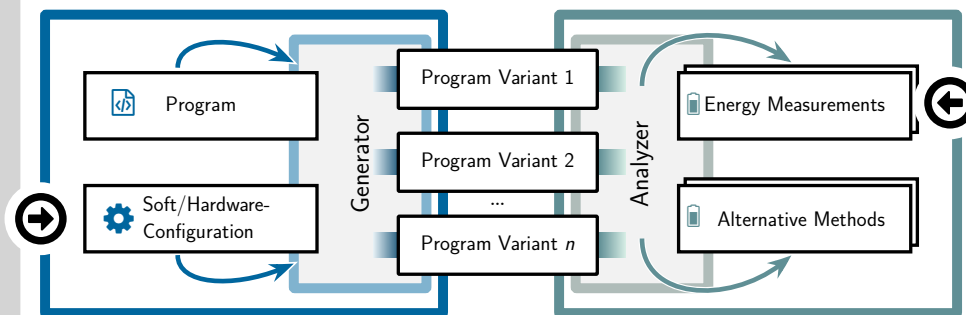 Program
Soft/Hardware-
Configuration
Generator
Program Variant 1
Program Variant 2
...
Program Variant n
Analyzer
Energy Measurements
Alternative Methods